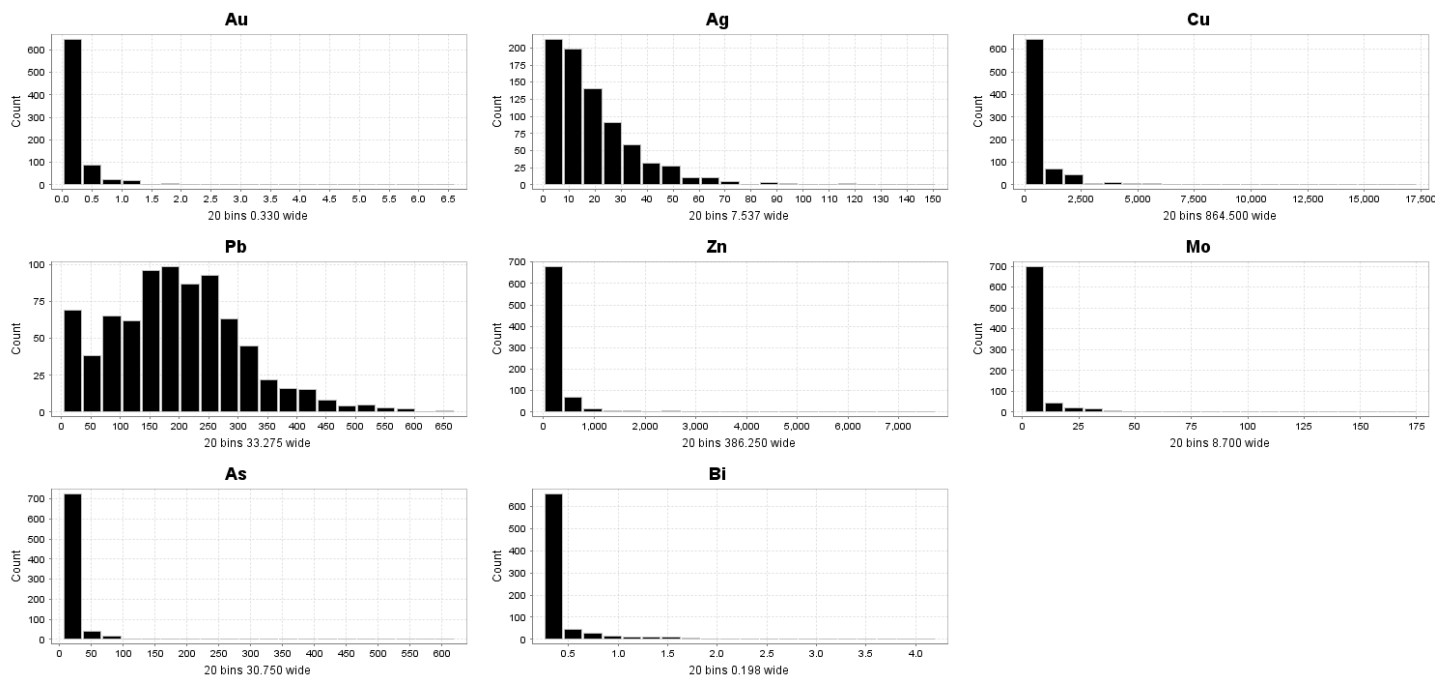 Au
Count
600
500
400
300
200
100
0
0.0 0.5 1.0 1.5 2.0 2.5 3.0 3.5 4.0 4.5 5.0 5.5 6.0 6.5
20 bins 0.330 wide
Ag
Count
200
175
150
125
100
75
50
25
0
0 10 20 30 40 50 60 70 80 90 100 110 120 130 140 150
20 bins 7.537 wide
Cu
Count
600
500
400
300
200
100
0
0 2,500 5,000 7,500 10,000 12,500 15,000 17,500
20 bins 864.500 wide
Pb
Count
100
75
50
25
0
0 50 100 150 200 250 300 350 400 450 500 550 600 650
20 bins 33.275 wide
Zn
Count
700
600
500
400
300
200
100
0
0 1,000 2,000 3,000 4,000 5,000 6,000 7,000
20 bins 386.250 wide
Mo
Count
700
600
500
400
300
200
100
0
0 25 50 75 100 125 150 175
20 bins 8.700 wide
As
Count
700
600
500
400
300
200
100
0
0 50 100 150 200 250 300 350 400 450 500 550 600
20 bins 30.750 wide
Bi
Count
600
500
400
300
200
100
0
0.5 1.0 1.5 2.0 2.5 3.0 3.5 4.0
20 bins 0.198 wide